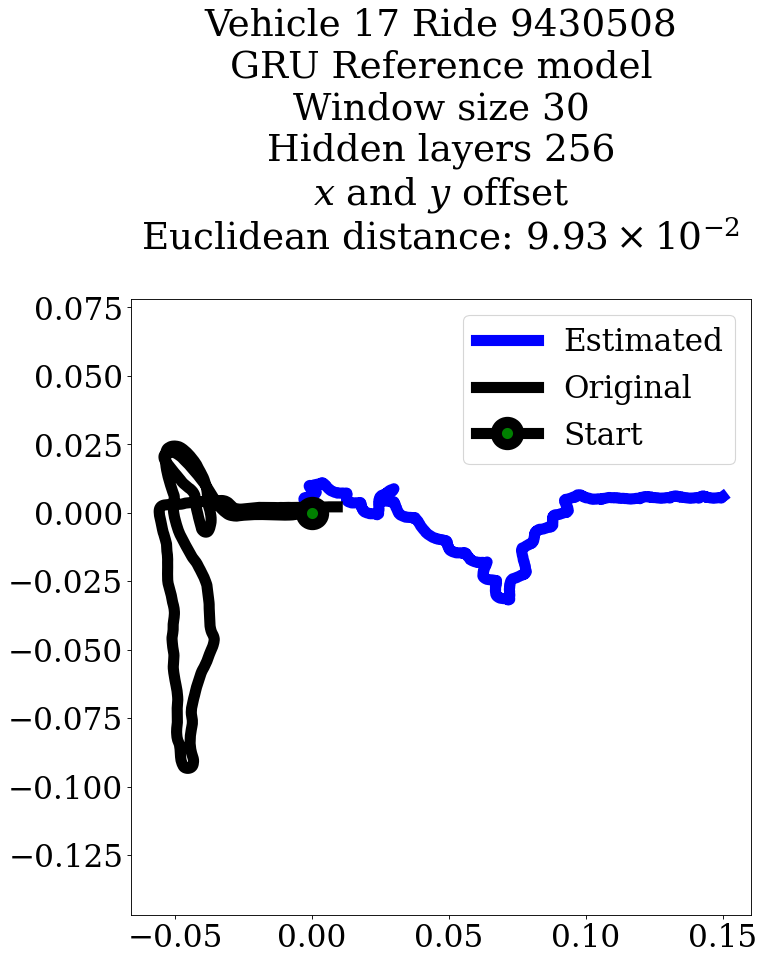 Vehicle 17 Ride 9430508
GRU Reference model
Window size 30
Hidden layers 256
x and y offset
Euclidean distance: 9.93 × 10⁻²
0.075
0.050
0.025
0.000
−0.025
−0.050
−0.075
−0.100
−0.125
Estimated
Original
Start
−0.05 0.00 0.05 0.10 0.15